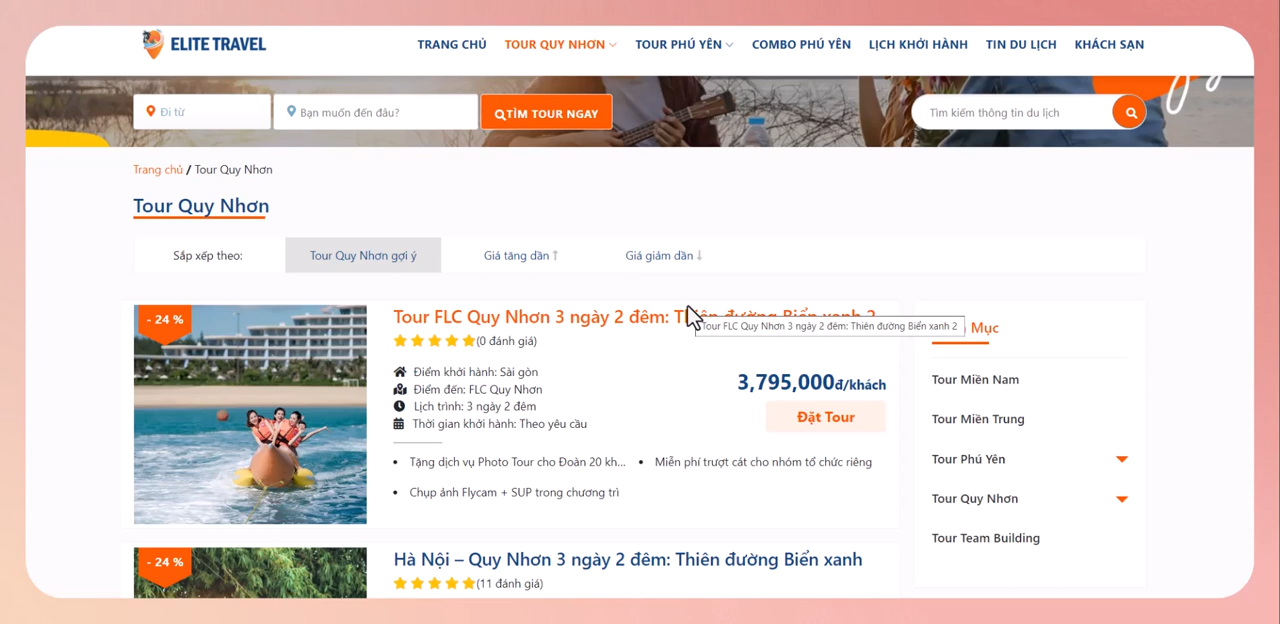 ELITE TRAVEL
TRANG CHỦ TOUR QUY NHƠN TOUR PHÚ YÊN COMBO PHÚ YÊN LỊCH KHỞI HÀNH TIN DU LỊCH KHÁCH SẠN
Đi từ Bạn muốn đến đâu? TÌM TOUR NGAY Tìm kiếm thông tin du lịch
Trang chủ / Tour Quy Nhơn
Tour Quy Nhơn
Sắp xếp theo: Tour Quy Nhơn gợi ý Giá tăng dần Giá giảm dần
- 24 %
Tour FLC Quy Nhơn 3 ngày 2 đêm: Thiên đường Biển xanh 2
Tour FLC Quy Nhơn 3 ngày 2 đêm: Thiên đường Biển xanh 2
(0 đánh giá)
Điểm khởi hành: Sài gòn
Điểm đến: FLC Quy Nhơn
Lịch trình: 3 ngày 2 đêm
Thời gian khởi hành: Theo yêu cầu
3,795,000đ/khách
Đặt Tour
• Tặng dịch vụ Photo Tour cho Đoàn 20 kh... • Miễn phí trượt cát cho nhóm tổ chức riêng
• Chụp ảnh Flycam + SUP trong chương trì
Mục
Tour Miền Nam
Tour Miền Trung
Tour Phú Yên
Tour Quy Nhơn
Tour Team Building
- 24 %
Hà Nội – Quy Nhơn 3 ngày 2 đêm: Thiên đường Biển xanh
(11 đánh giá)